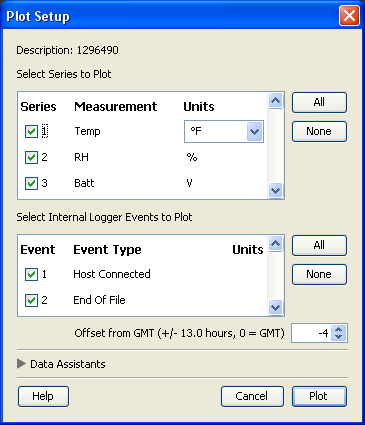 Plot Setup
Description: 1296490
Select Series to Plot
Series Measurement Units
1 Temp °F
2 RH %
3 Batt V
All
None
Select Internal Logger Events to Plot
Event Event Type Units
1 Host Connected
2 End Of File
All
None
Offset from GMT (+/- 13.0 hours, 0 = GMT) -4
Data Assistants
Help Cancel Plot